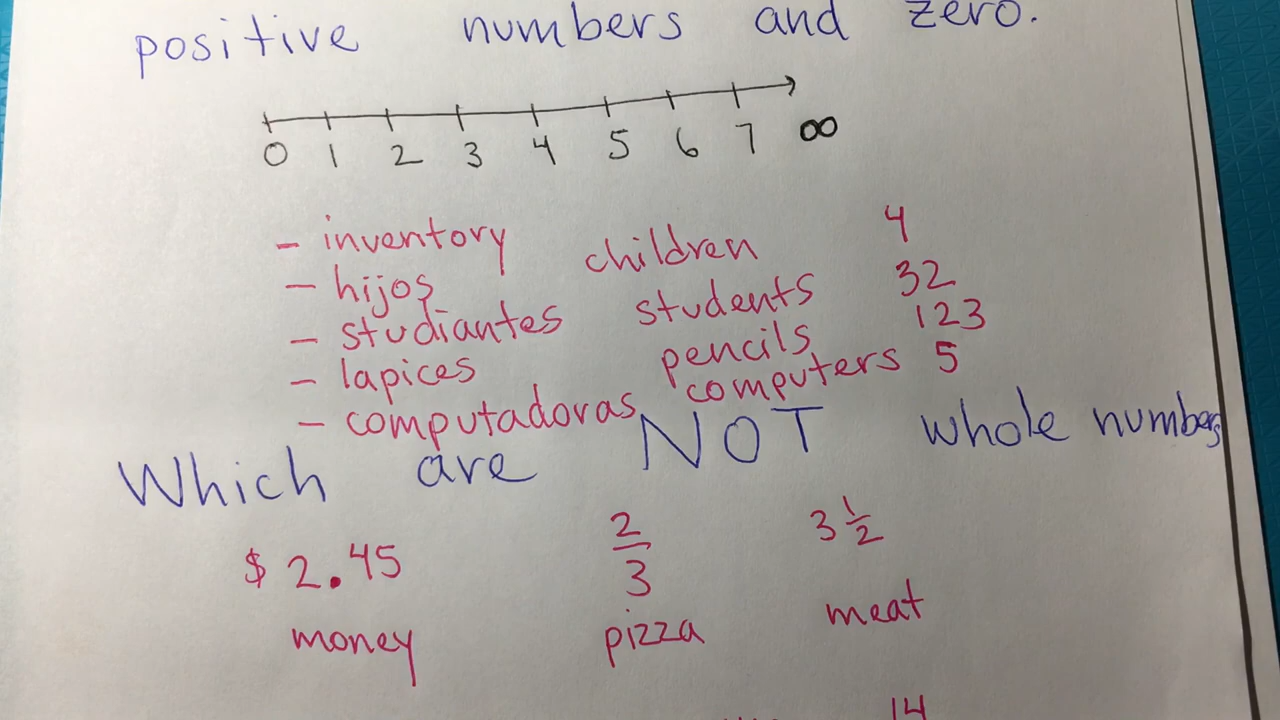 positive numbers and zero.
0 1 2 3 4 5 6 7 ∞
- inventory
- hijos children 4
- studiantes students 32
- lapices pencils 123
- computadoras computers 5
Which are NOT whole numbers
$ 2.45 2/3 3 1/2
money pizza meat
14